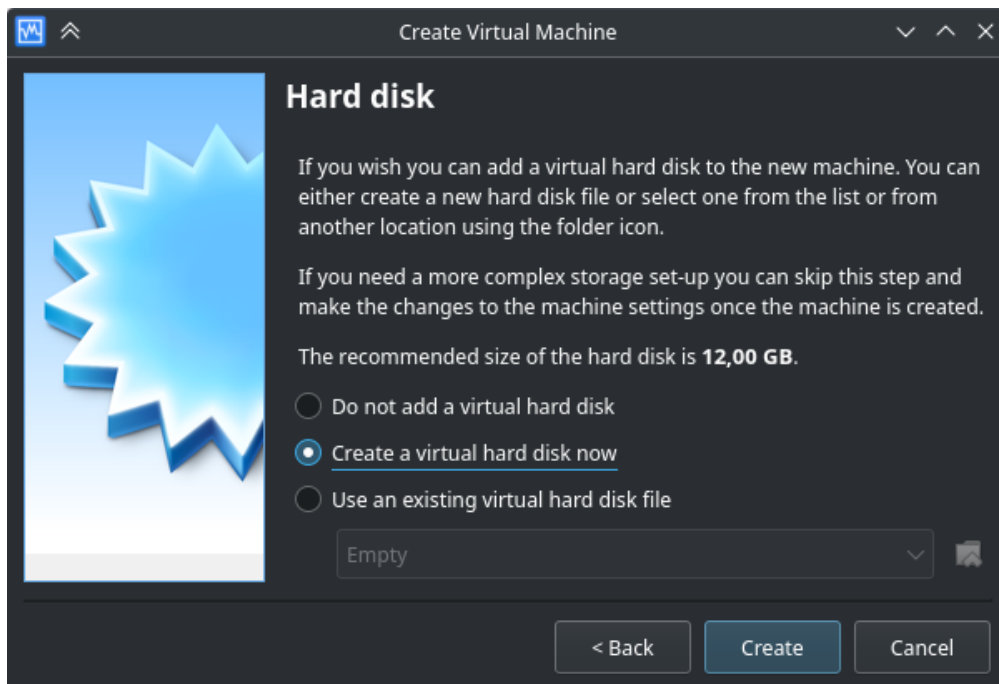 Create Virtual Machine
Hard disk
If you wish you can add a virtual hard disk to the new machine. You can
either create a new hard disk file or select one from the list or from
another location using the folder icon.
If you need a more complex storage set-up you can skip this step and
make the changes to the machine settings once the machine is created.
The recommended size of the hard disk is 12,00 GB.
Do not add a virtual hard disk
Create a virtual hard disk now
Use an existing virtual hard disk file
Empty
< Back
Create
Cancel